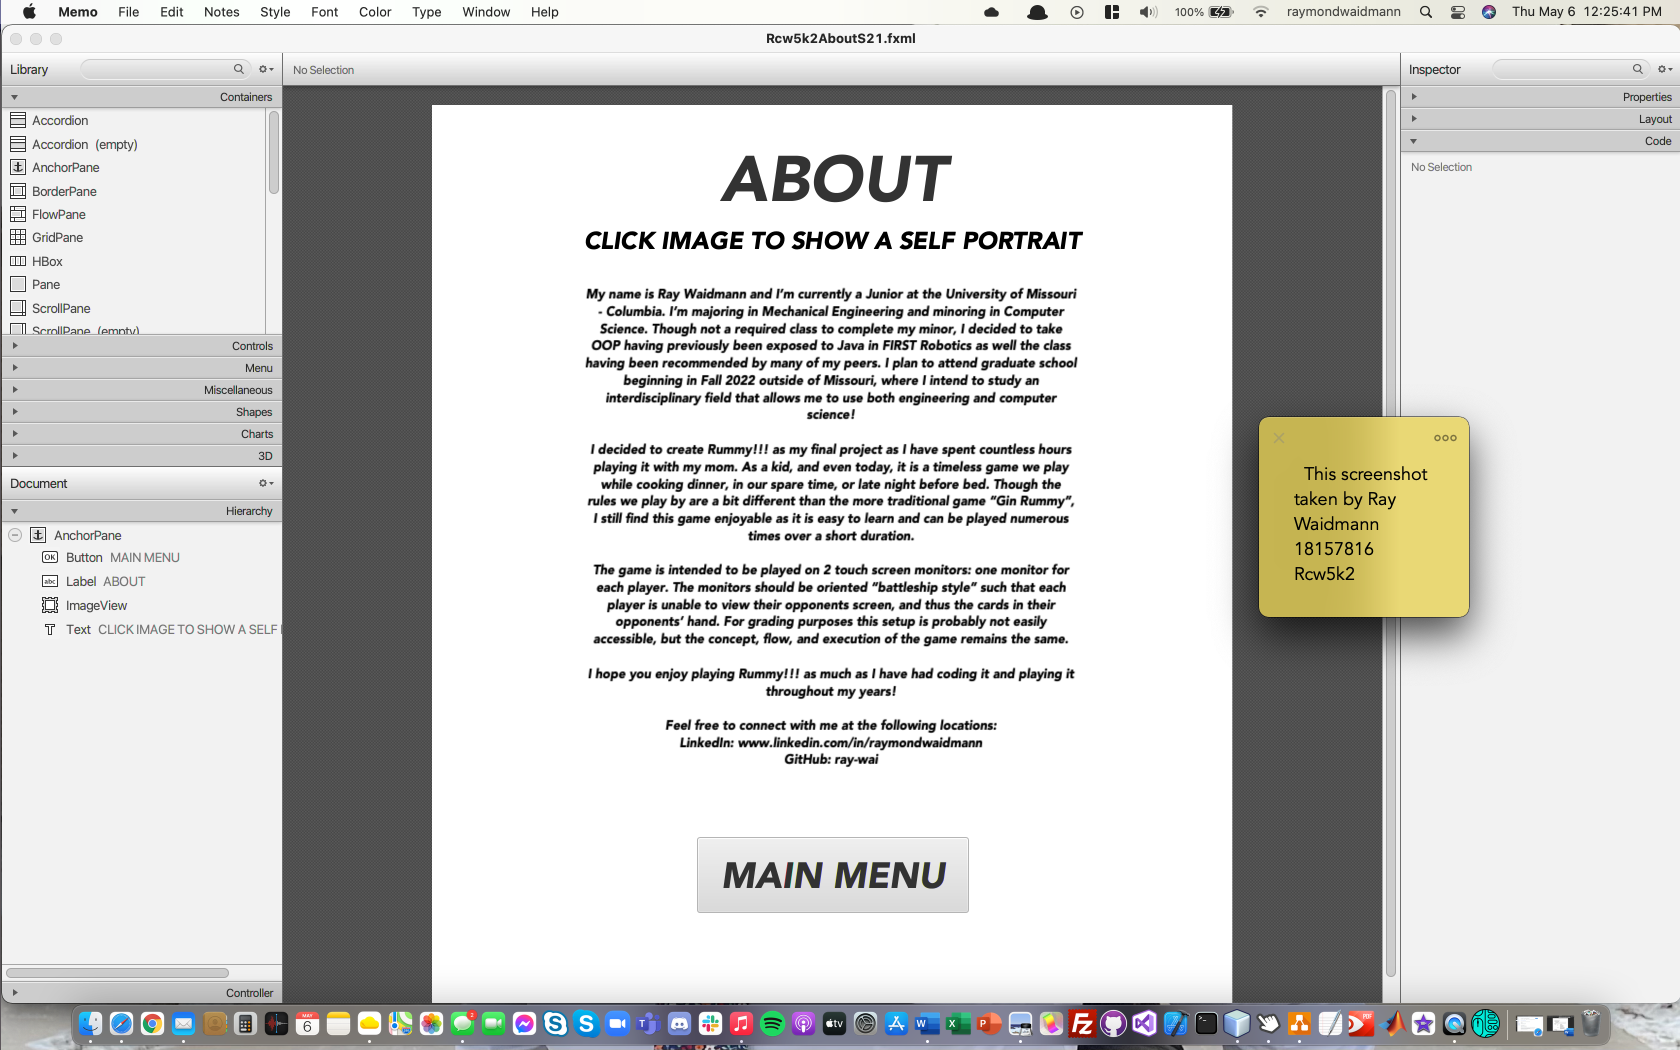 Memo File Edit Notes Style Font Color Type Window Help
100% raymondwaidmann Thu May 6 12:25:41 PM
Rcw5k2AboutS21.fxml
Library
No Selection
Inspector
Containers
Accordion
Accordion (empty)
AnchorPane
BorderPane
FlowPane
GridPane
HBox
Pane
ScrollPane
ScrollPane (empty)
Controls
Menu
Miscellaneous
Shapes
Charts
3D
Document
Hierarchy
AnchorPane
OK Button MAIN MENU
abc Label ABOUT
ImageView
T Text CLICK IMAGE TO SHOW A SELF
Controller
ABOUT
CLICK IMAGE TO SHOW A SELF PORTRAIT
My name is Ray Waidmann and I'm currently a Junior at the University of Missouri
- Columbia. I'm majoring in Mechanical Engineering and minoring in Computer
Science. Though not a required class to complete my minor, I decided to take
OOP having previously been exposed to Java in FIRST Robotics as well the class
having been recommended by many of my peers. I plan to attend graduate school
beginning in Fall 2022 outside of Missouri, where I intend to study an
interdisciplinary field that allows me to use both engineering and computer
science!
I decided to create Rummy!!! as my final project as I have spent countless hours
playing it with my mom. As a kid, and even today, it is a timeless game we play
while cooking dinner, in our spare time, or late night before bed. Though the
rules we play by are a bit different than the more traditional game “Gin Rummy”,
I still find this game enjoyable as it is easy to learn and can be played numerous
times over a short duration.
The game is intended to be played on 2 touch screen monitors: one monitor for
each player. The monitors should be oriented “battleship style” such that each
player is unable to view their opponents screen, and thus the cards in their
opponents’ hand. For grading purposes this setup is probably not easily
accessible, but the concept, flow, and execution of the game remains the same.
I hope you enjoy playing Rummy!!! as much as I have had coding it and playing it
throughout my years!
Feel free to connect with me at the following locations:
LinkedIn: www.linkedin.com/in/raymondwaidmann
GitHub: ray-wai
MAIN MENU
Properties
Layout
Code
No Selection
This screenshot
taken by Ray
Waidmann
18157816
Rcw5k2
MAY
6
2
tv